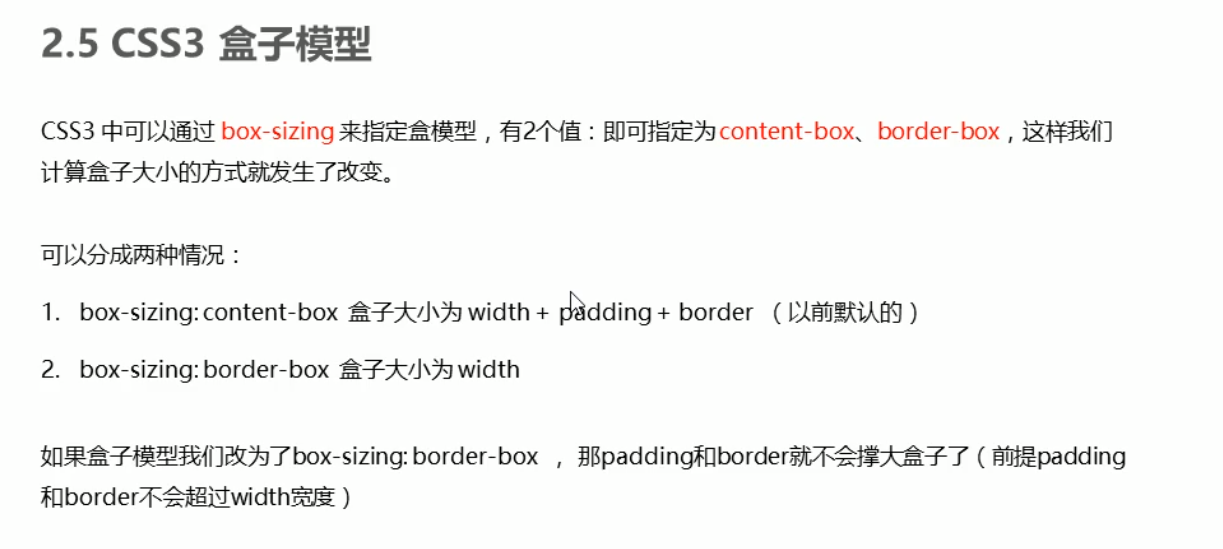 2.5 CSS3 盒子模型
CSS3 中可以通过 box-sizing 来指定盒模型，有2个值：即可指定为content-box、border-box，这样我们
计算盒子大小的方式就发生了改变。
可以分成两种情况：
1. box-sizing: content-box 盒子大小为 width + padding + border （以前默认的）
2. box-sizing: border-box 盒子大小为 width
如果盒子模型我们改为了box-sizing: border-box ， 那padding和border就不会撑大盒子了（前提padding
和border不会超过width宽度）